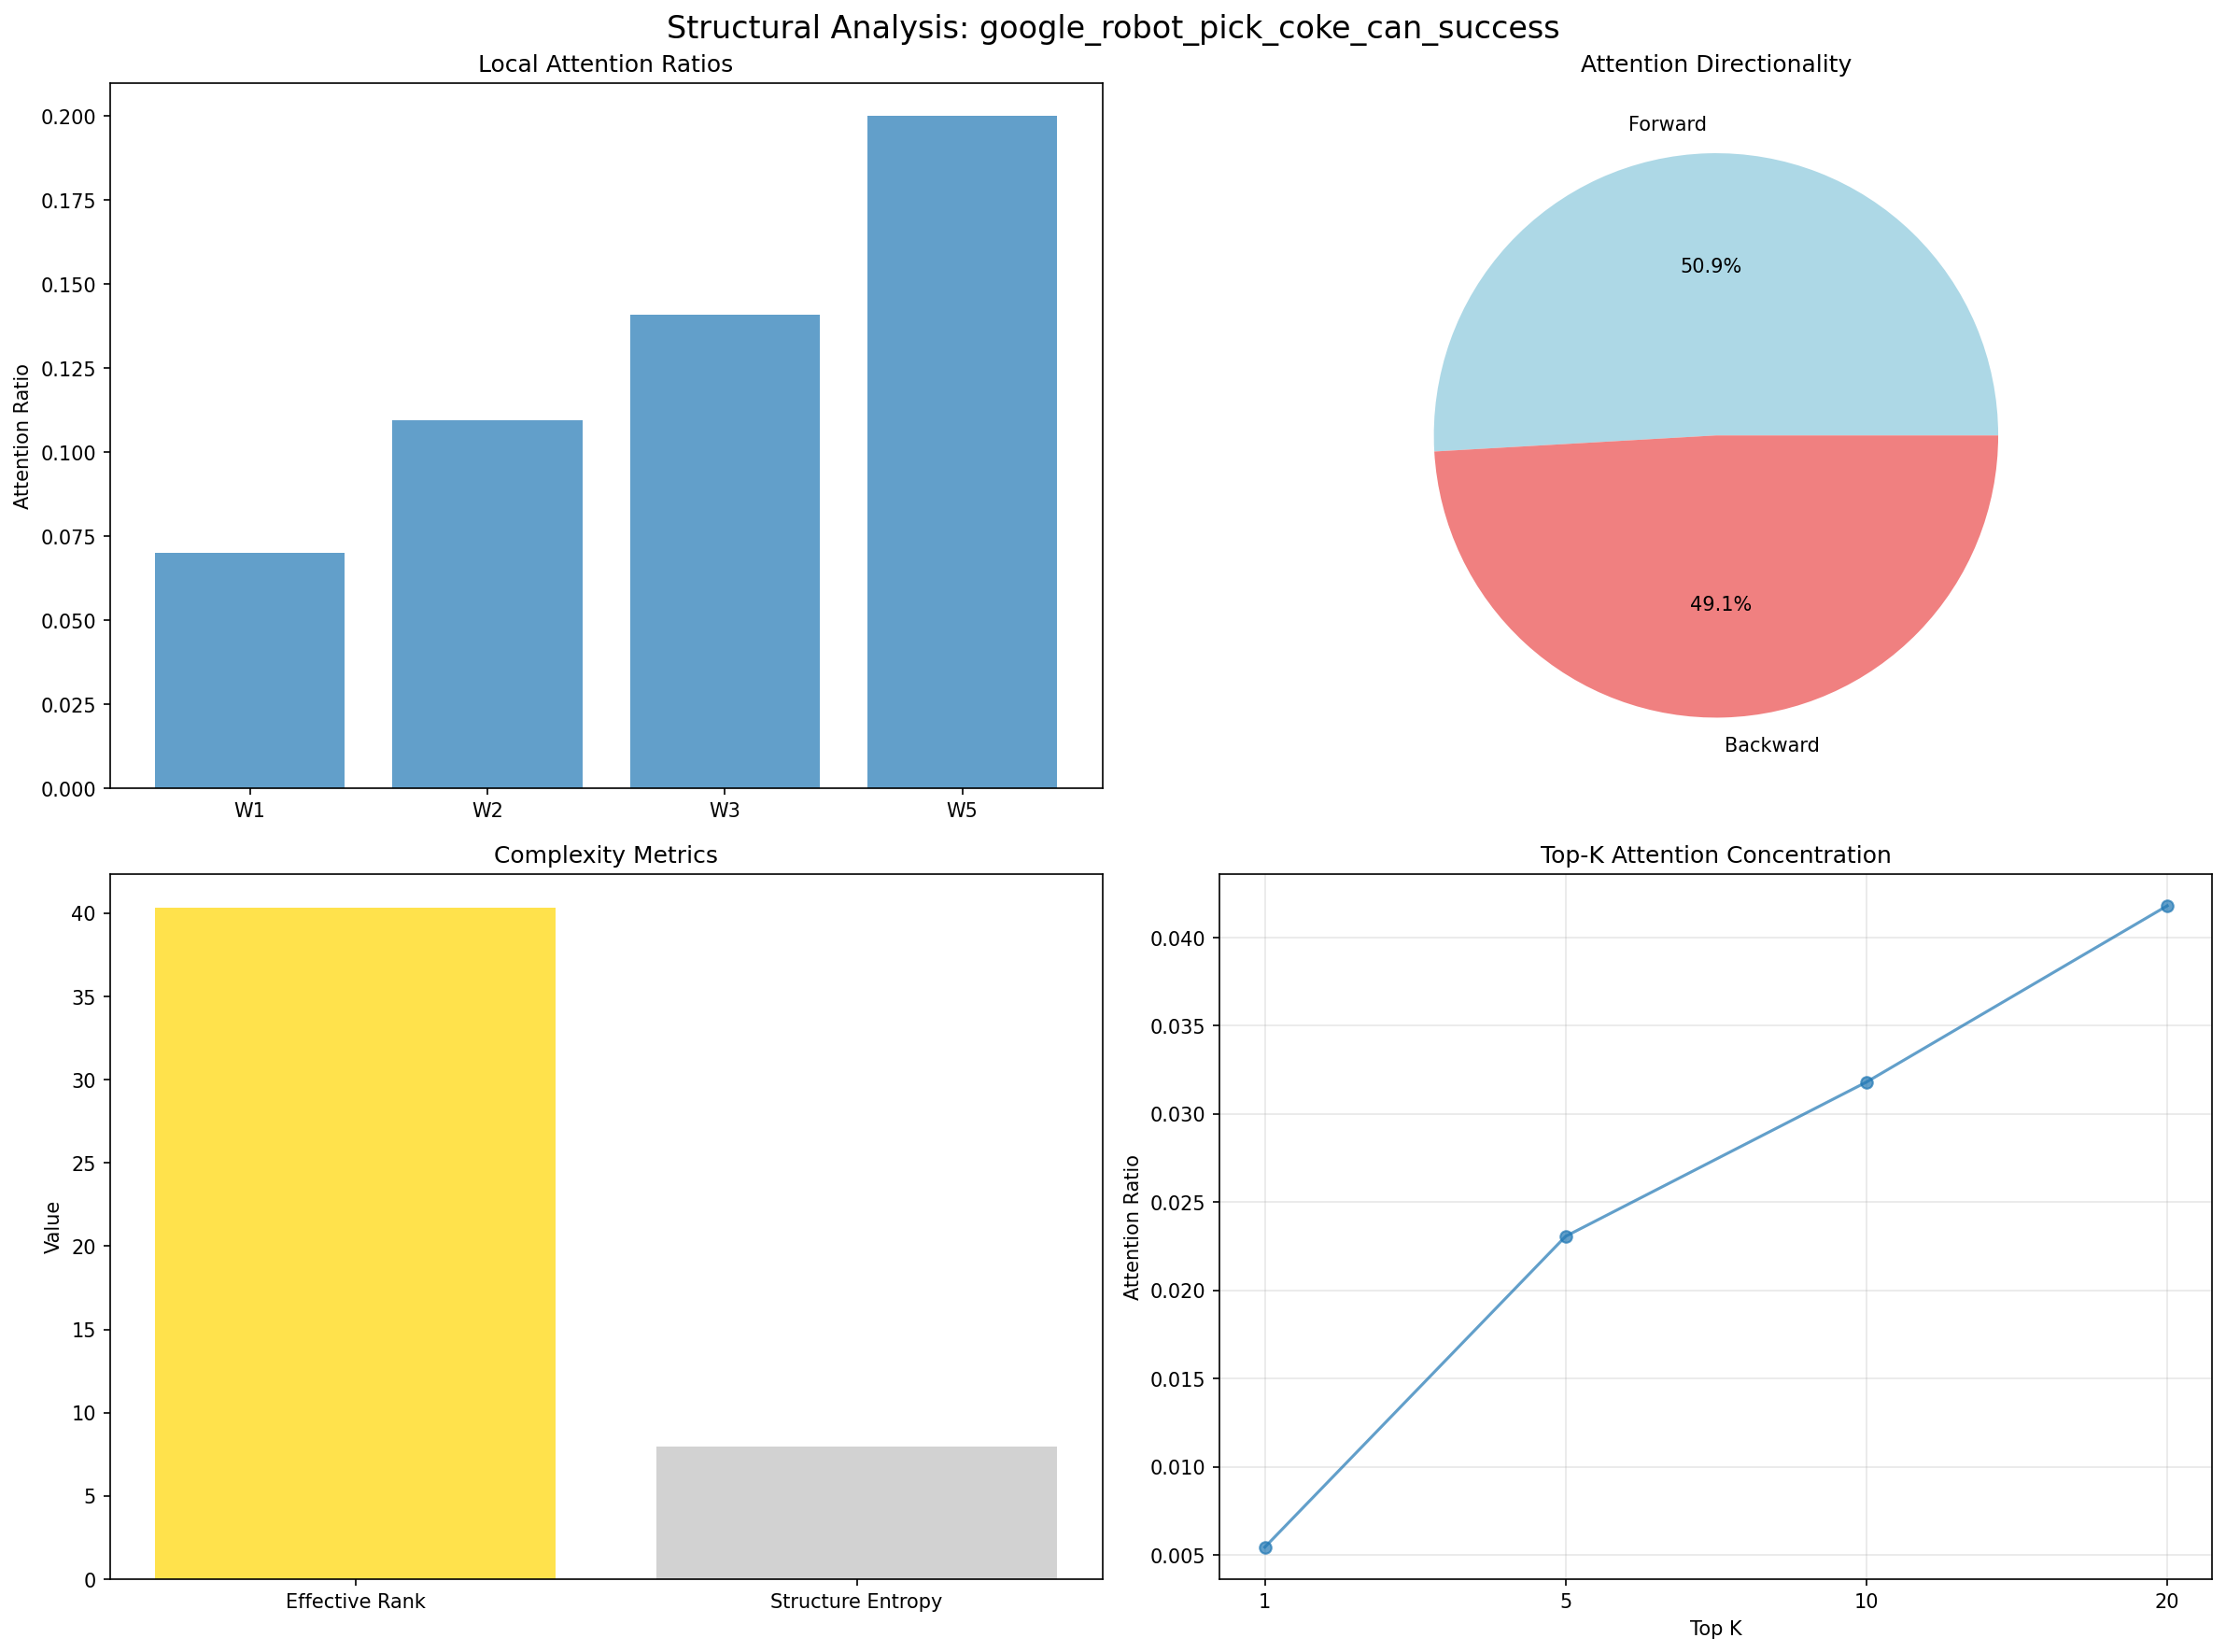 Structural Analysis: google_robot_pick_coke_can_success
Local Attention Ratios
Attention Ratio
0.200
0.175
0.150
0.125
0.100
0.075
0.050
0.025
0.000
W1
W2
W3
W5
Attention Directionality
Forward
50.9%
49.1%
Backward
Complexity Metrics
Value
40
35
30
25
20
15
10
5
0
Effective Rank
Structure Entropy
Top-K Attention Concentration
Attention Ratio
0.040
0.035
0.030
0.025
0.020
0.015
0.010
0.005
1
5
10
20
Top K